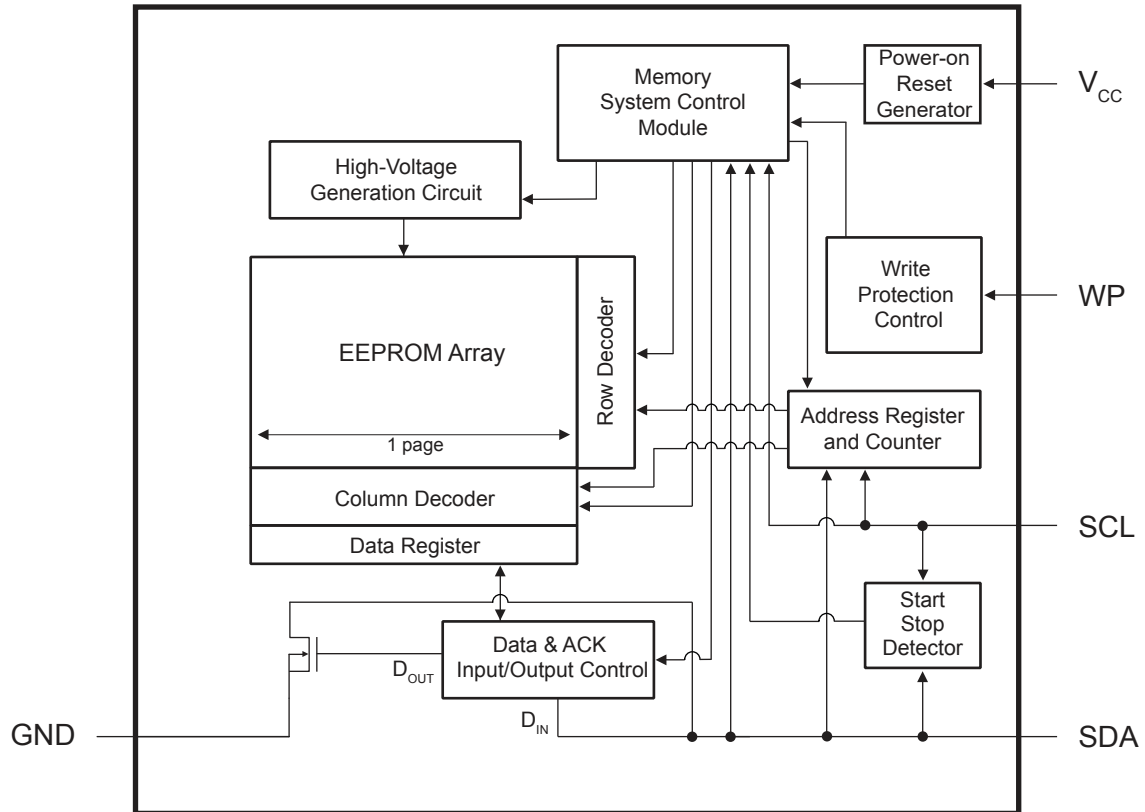 Memory
System Control
Module
Power-on
Reset
Generator
V_CC
High-Voltage
Generation Circuit
Write
Protection
Control
WP
EEPROM Array
Row Decoder
1 page
Address Register
and Counter
Column Decoder
Data Register
SCL
Start
Stop
Detector
Data & ACK
Input/Output Control
D_OUT
D_IN
GND
SDA